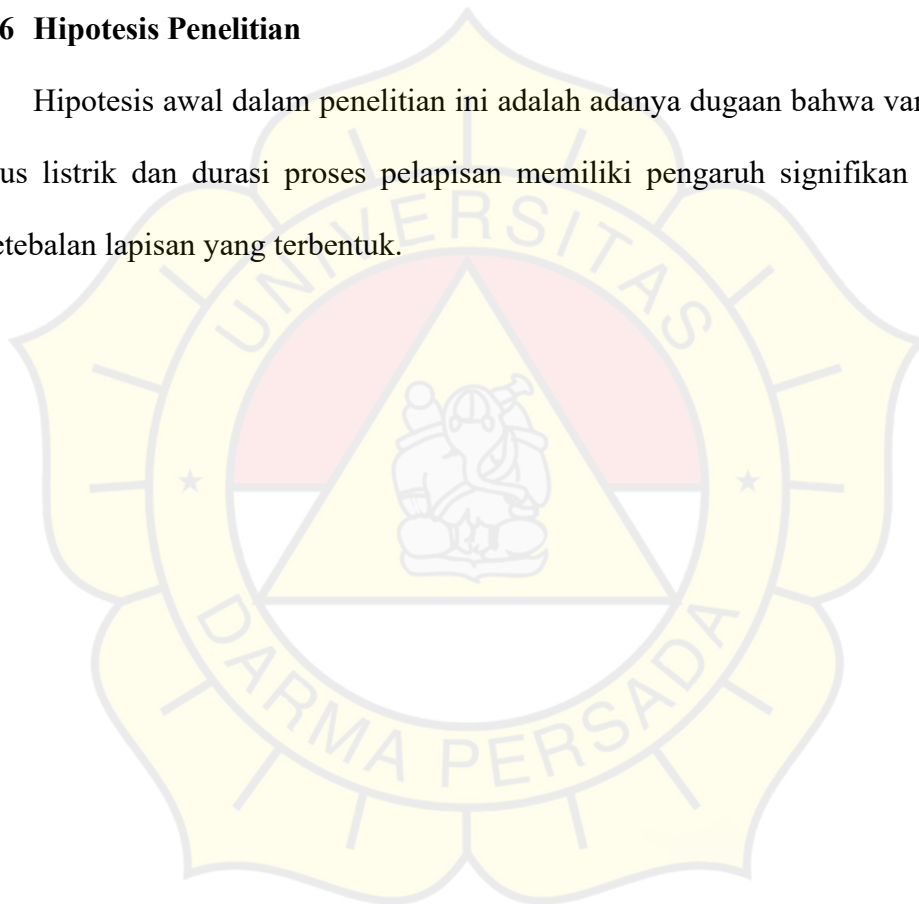 6 Hipotesis Penelitian
Hipotesis awal dalam penelitian ini adalah adanya dugaan bahwa var
us listrik dan durasi proses pelapisan memiliki pengaruh signifikan
etebalan lapisan yang terbentuk.
UNIVERSITAS
DARMA PERSADA